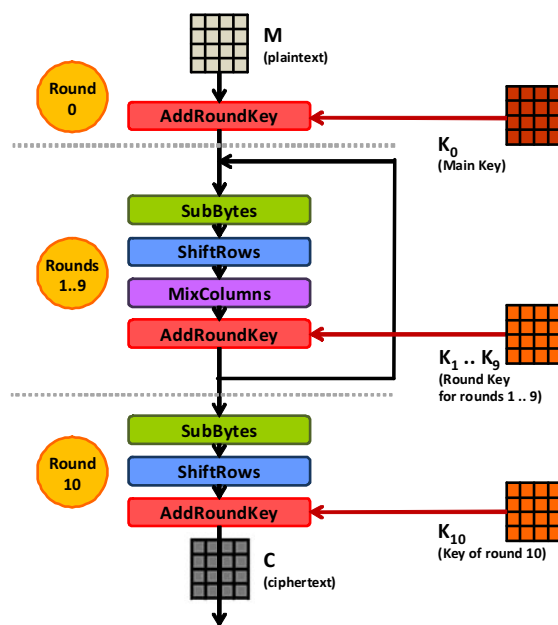 M
(plaintext)
Round
0
AddRoundKey
K0
(Main Key)
SubBytes
ShiftRows
Rounds
1..9
MixColumns
AddRoundKey
K1 .. K9
(Round Key
for rounds 1 .. 9)
SubBytes
Round
10
ShiftRows
AddRoundKey
K10
(Key of round 10)
C
(ciphertext)